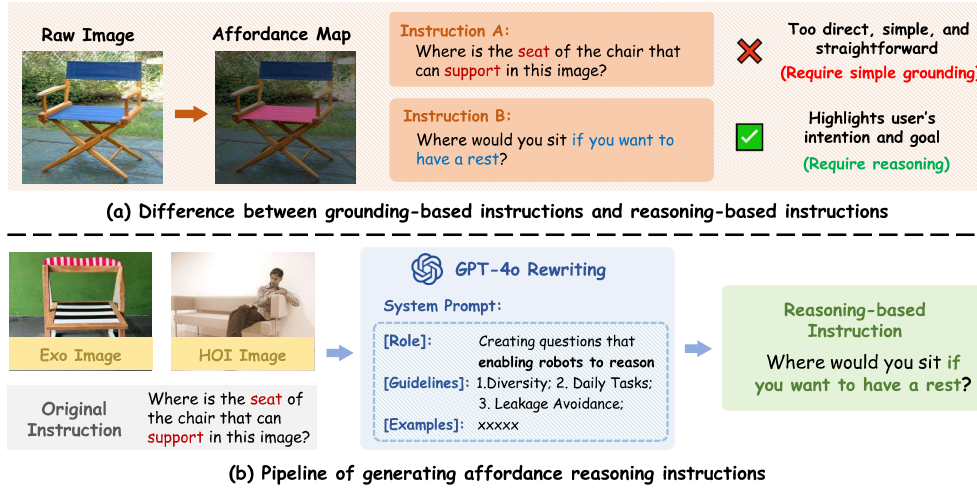 Raw Image
Affordance Map
Instruction A:
Where is the seat of the chair that
can support in this image?
Instruction B:
Where would you sit if you want to
have a rest?
Too direct, simple, and
straightforward
(Require simple grounding)
Highlights user's
intention and goal
(Require reasoning)
(a) Difference between grounding-based instructions and reasoning-based instructions
Exo Image
HOI Image
Original
Instruction
Where is the seat of
the chair that can
support in this image?
GPT-4o Rewriting
System Prompt:
[Role]: Creating questions that
enabling robots to reason
[Guidelines]: 1.Diversity; 2. Daily Tasks;
3. Leakage Avoidance;
[Examples]: xxxxx
Reasoning-based
Instruction
Where would you sit if
you want to have a rest?
(b) Pipeline of generating affordance reasoning instructions